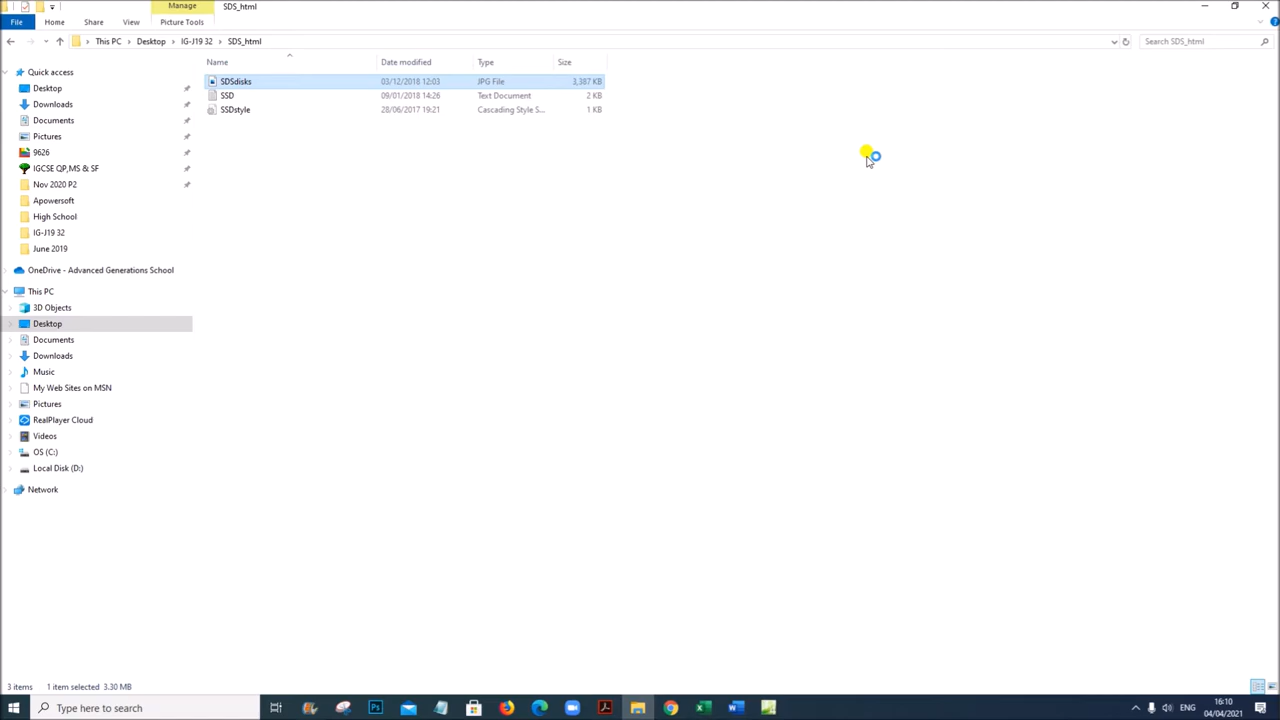 Manage
SDS_html
File
Home
Share
View
Picture Tools
This PC
Desktop
IG-J19 32
SDS_html
Search SDS_html
Name
Date modified
Type
Size
SDSdisks
03/12/2018 12:03
JPG File
3,387 KB
SSD
09/01/2018 14:26
Text Document
2 KB
SSDstyle
28/06/2017 19:21
Cascading Style S...
1 KB
Quick access
Desktop
Downloads
Documents
Pictures
9626
IGCSE QP,MS & SF
Nov 2020 P2
Apowersoft
High School
IG-J19 32
June 2019
OneDrive - Advanced Generations School
This PC
3D Objects
Desktop
Documents
Downloads
Music
My Web Sites on MSN
Pictures
RealPlayer Cloud
Videos
OS (C:)
Local Disk (D:)
Network
3 items
1 item selected 3.30 MB
Type here to search
Ps
ENG
16:10
04/04/2021